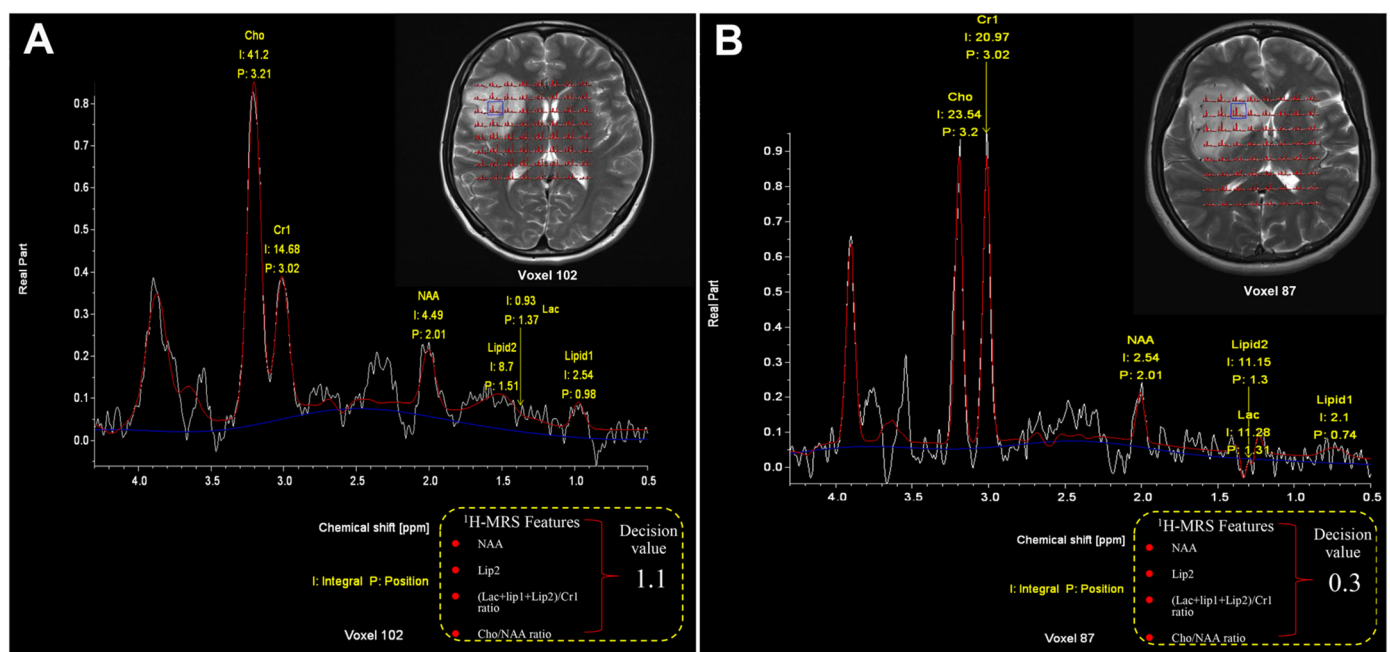 A
Cho
I: 41.2
P: 3.21
Cr1
I: 14.68
P: 3.02
NAA
I: 4.49
P: 2.01
I: 0.93
P: 1.37
Lac
Lipid2
I: 8.7
P: 1.51
Lipid1
I: 2.54
P: 0.98
Real Part
0.8
0.7
0.6
0.5
0.4
0.3
0.2
0.1
0.0
4.0 3.5 3.0 2.5 2.0 1.5 1.0 0.5
Voxel 102
Chemical shift [ppm]
I: Integral P: Position
Voxel 102
¹H-MRS Features
NAA
Lip2
(Lac+lip1+Lip2)/Cr1
ratio
Cho/NAA ratio
Decision
value
1.1
B
Cr1
I: 20.97
P: 3.02
Cho
I: 23.54
P: 3.2
NAA
I: 2.54
P: 2.01
Lipid2
I: 11.15
P: 1.3
Lac
I: 11.28
P: 1.31
Lipid1
I: 2.1
P: 0.74
Real Part
0.9
0.8
0.7
0.6
0.5
0.4
0.3
0.2
0.1
0.0
4.0 3.5 3.0 2.5 2.0 1.5 1.0 0.5
Voxel 87
Chemical shift [ppm]
I: Integral P: Position
Voxel 87
¹H-MRS Features
NAA
Lip2
(Lac+lip1+Lip2)/Cr1
ratio
Cho/NAA ratio
Decision
value
0.3